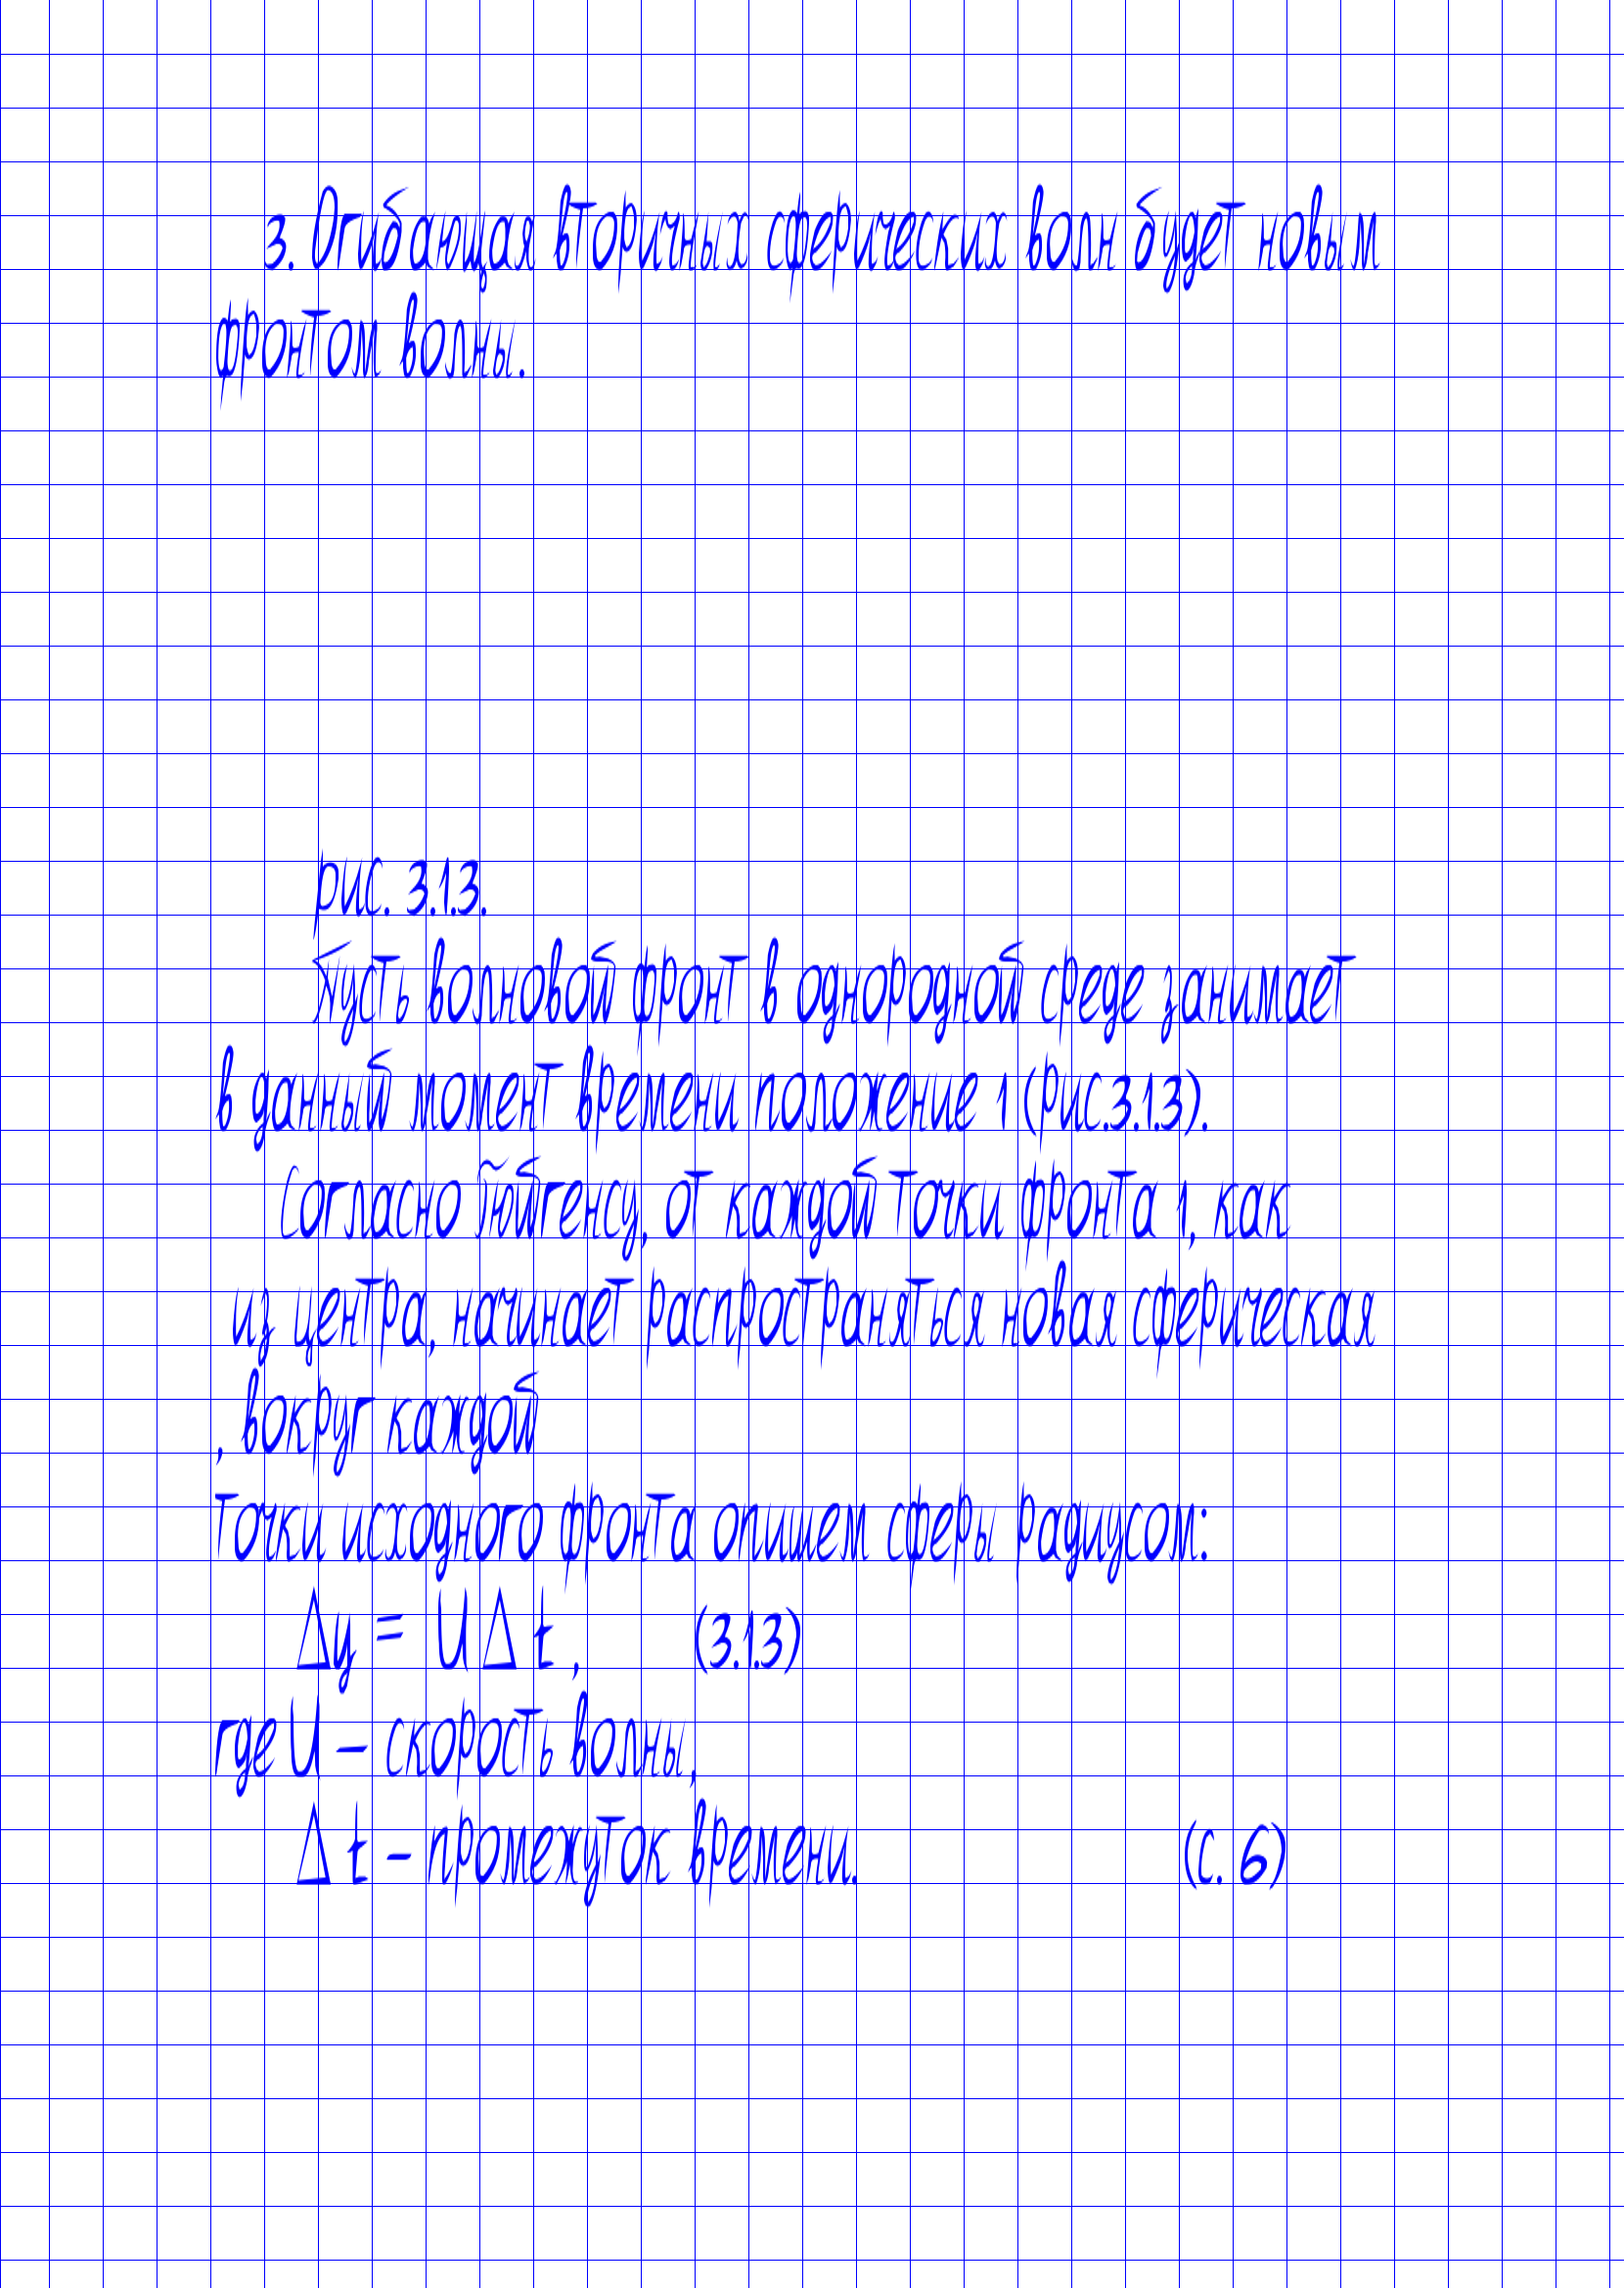 3. Огибающая вторичных сферических волн будет новым
фронтом волны.
рис. 3.1.3.
Пусть волновой фронт в однородной среде занимает
в данный момент времени положение 1 (рис.3.1.3).
Согласно Гюйгенсу, от каждой точки фронта 1, как
из центра, начинает распространяться новая сферическая
, вокруг каждой
точки исходного фронта опишем сферы радиусом:
Δy = U Δ t , (3.1.3)
где U – скорость волны,
Δ t – промежуток времени. (с. 6)